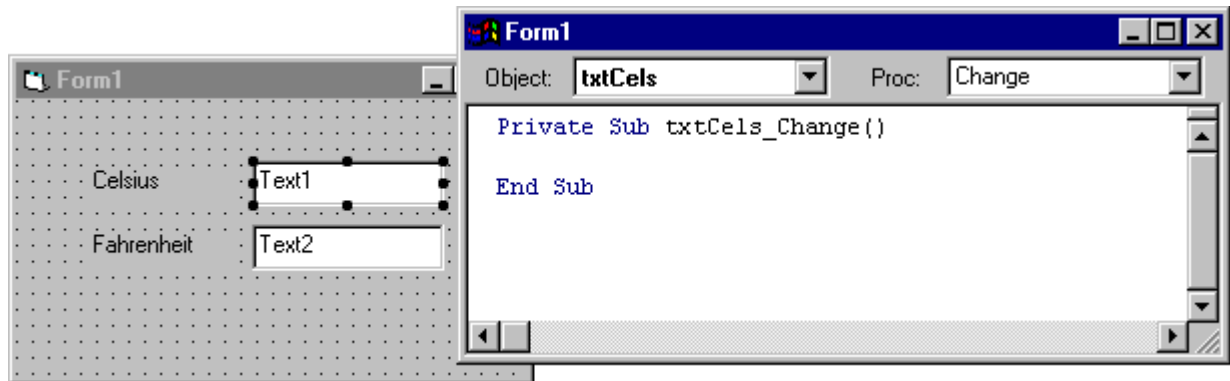 Form1
Celsius
Text1
Fahrenheit
Text2
Form1
Object: txtCels Proc: Change
Private Sub txtCels_Change()
End Sub